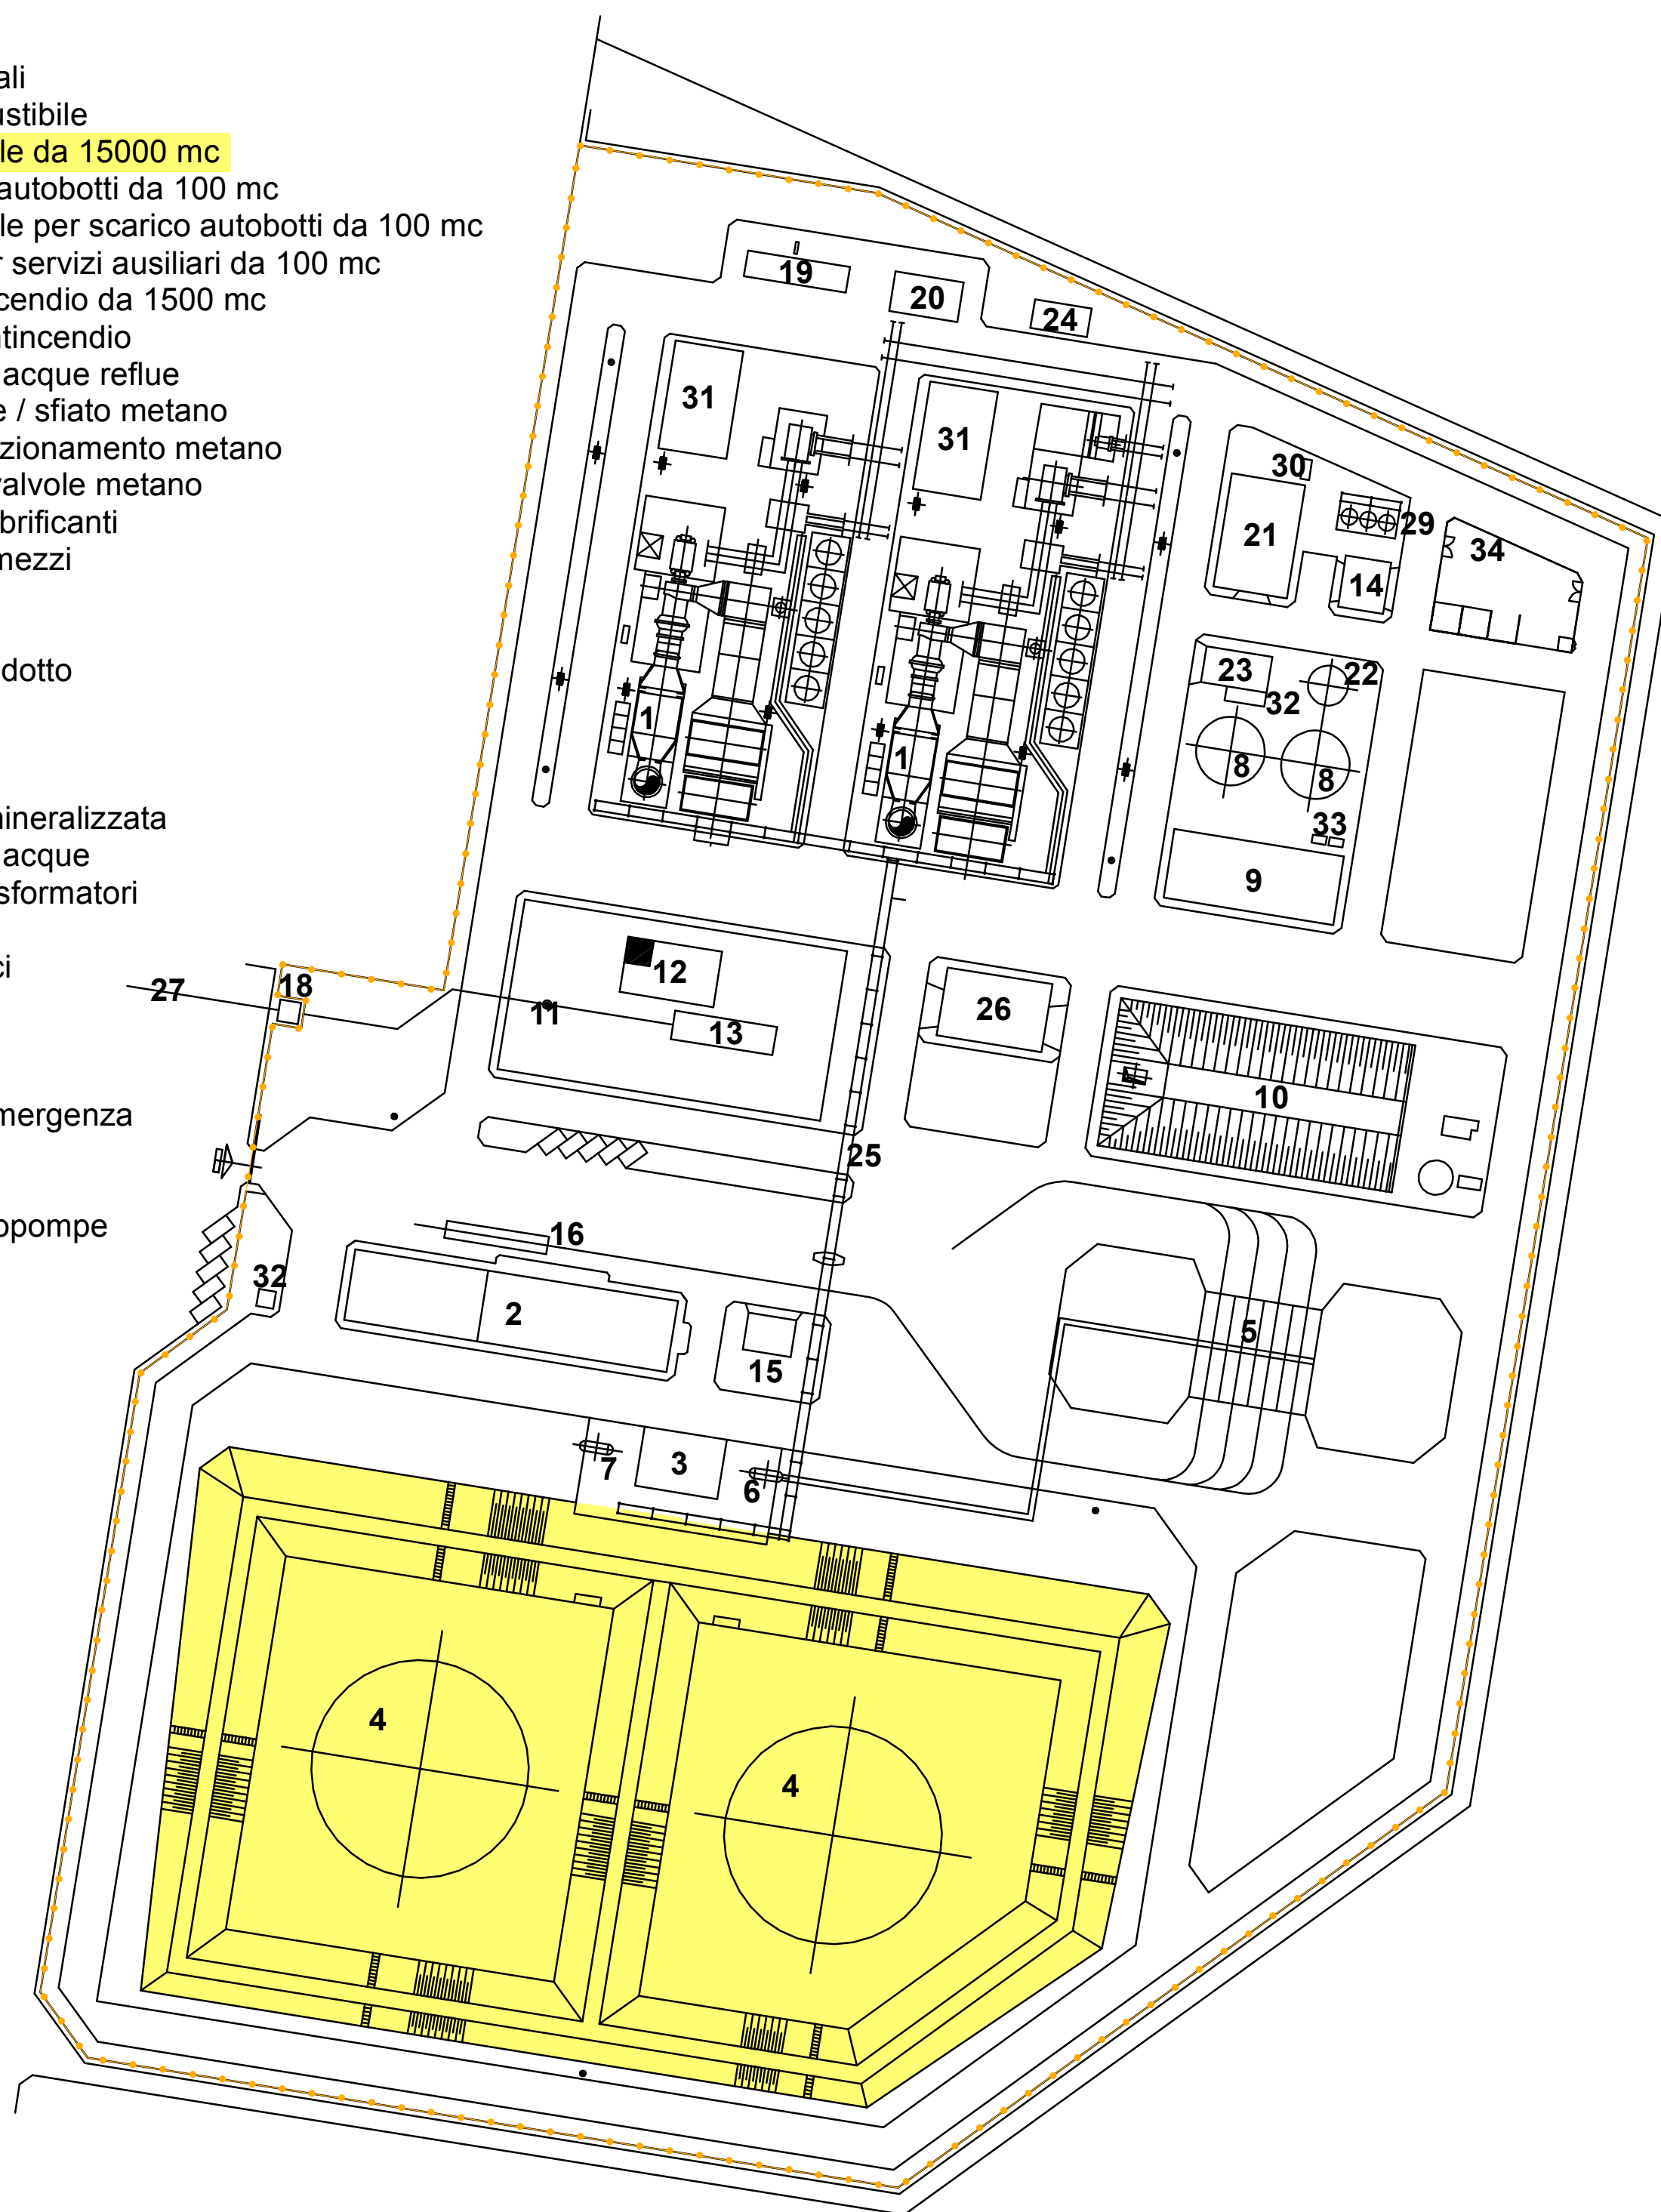 ali
ustibile
le da 15000 mc
autobotti da 100 mc
le per scarico autobotti da 100 mc
r servizi ausiliari da 100 mc
cendio da 1500 mc
ntincendio
acque reflue
e / sfiato metano
zionamento metano
valvole metano
brificanti
mezzi
dotto
nineralizzata
acque
sformatori
ci
mergenza
opompe
19
20
24
31
31
30
29
21
34
14
23
22
32
1
1
8
8
33
9
12
18
27
11
13
26
10
25
16
32
2
5
15
3
7
6
4
4